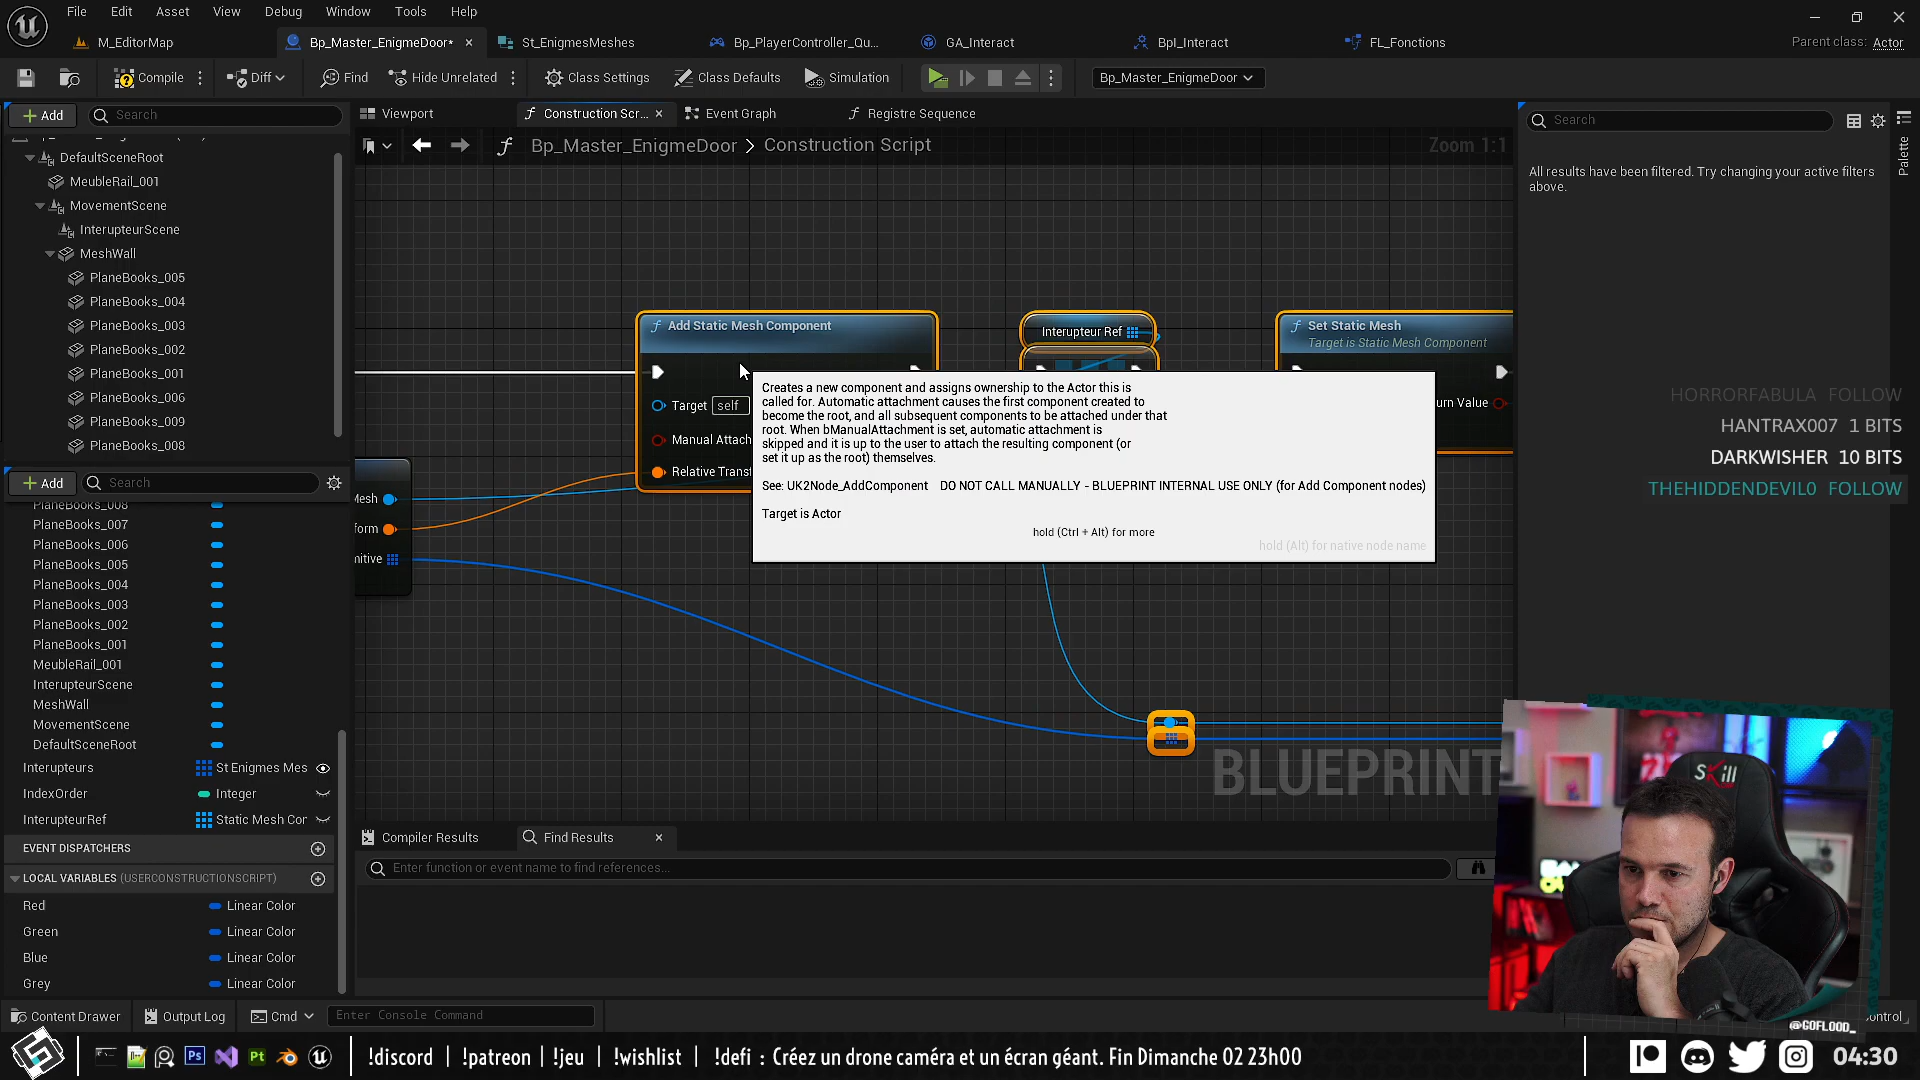 File Edit Asset View Debug Window Tools Help
M_EditorMap
Bp_Master_EnigmeDoor*
St_EnigmesMeshes
Bp_PlayerController_Qu...
GA_Interact
BpI_Interact
FL_Fonctions
Parent class: Actor
Compile
Diff
Find
Hide Unrelated
Class Settings
Class Defaults
Simulation
Bp_Master_EnigmeDoor
Add
Search
DefaultSceneRoot
MeubleRail_001
MovementScene
InterupteurScene
MeshWall
PlaneBooks_005
PlaneBooks_004
PlaneBooks_003
PlaneBooks_002
PlaneBooks_001
PlaneBooks_006
PlaneBooks_009
PlaneBooks_008
Add
Search
PlaneBooks_008
PlaneBooks_007
PlaneBooks_006
PlaneBooks_005
PlaneBooks_004
PlaneBooks_003
PlaneBooks_002
PlaneBooks_001
MeubleRail_001
InterupteurScene
MeshWall
MovementScene
DefaultSceneRoot
Interupteurs St Enigmes Mes
IndexOrder Integer
InterupteurRef Static Mesh Cor
EVENT DISPATCHERS
LOCAL VARIABLES (USERCONSTRUCTIONSCRIPT)
Red Linear Color
Green Linear Color
Blue Linear Color
Grey Linear Color
Viewport
Construction Scr...
Event Graph
Registre Sequence
Bp_Master_EnigmeDoor > Construction Script
Zoom 1:1
Add Static Mesh Component
Target self
Manual Attach
Relative Transf
Interupteur Ref
Set Static Mesh
Target is Static Mesh Component
urn Value
Mesh
form
mitive
Creates a new component and assigns ownership to the Actor this is
called for. Automatic attachment causes the first component created to
become the root, and all subsequent components to be attached under that
root. When bManualAttachment is set, automatic attachment is
skipped and it is up to the user to attach the resulting component (or
set it up as the root) themselves.
See: UK2Node_AddComponent DO NOT CALL MANUALLY - BLUEPRINT INTERNAL USE ONLY (for Add Component nodes)
Target is Actor
hold (Ctrl + Alt) for more
hold (Alt) for native node name
BLUEPRINT
Compiler Results
Find Results
Enter function or event name to find references...
Search
All results have been filtered. Try changing your active filters
above.
Palette
HORRORFABULA FOLLOW
HANTRAX007 1 BITS
DARKWISHER 10 BITS
THEHIDDENDEVIL0 FOLLOW
Skill
Content Drawer
Output Log
Cmd
Enter Console Command
ontrol
@GOFLOOD_
Ps
Pt
!discord | !patreon | !jeu | !wishlist | !defi : Créez un drone caméra et un écran géant. Fin Dimanche 02 23h00
04:30